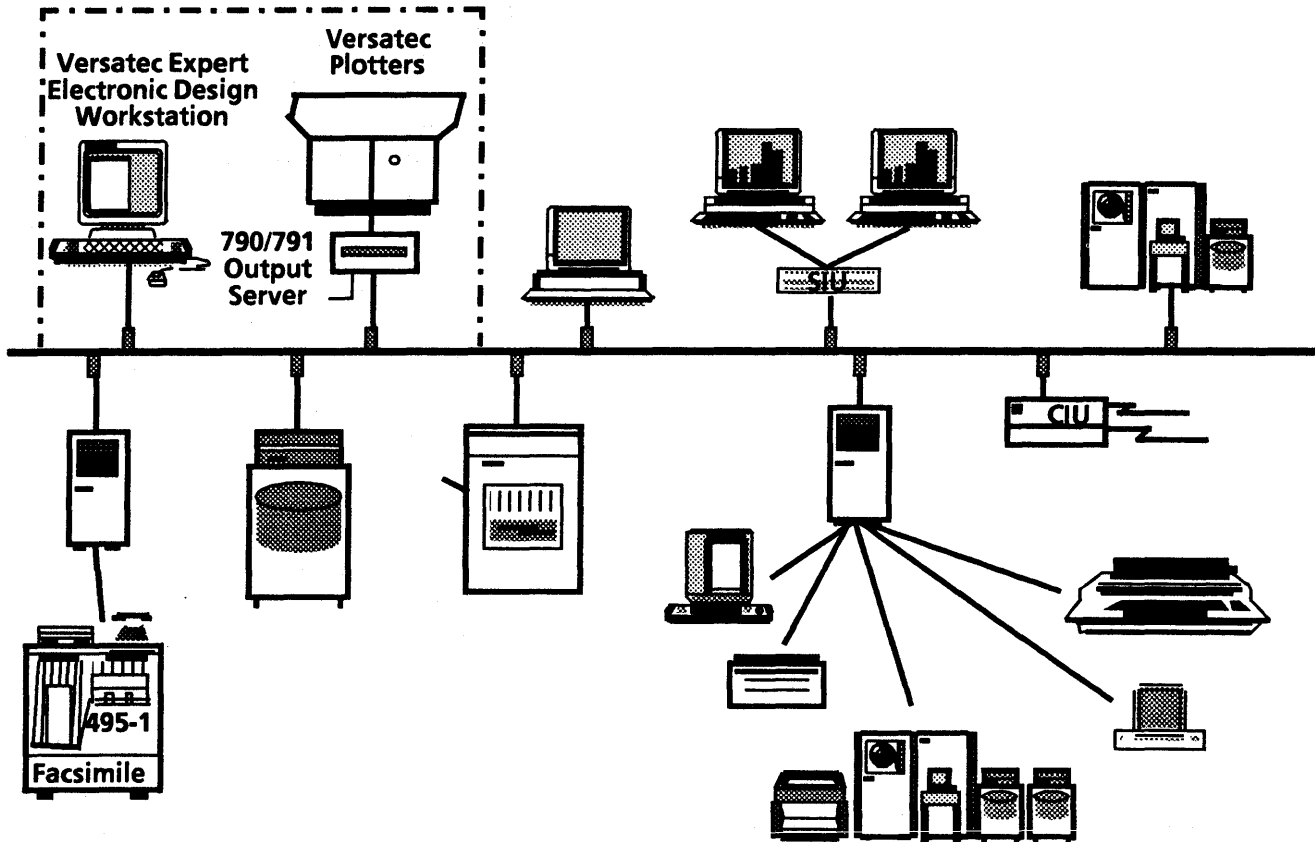 Versatec Expert
Electronic Design
Workstation
Versatec
Plotters
790/791
Output
Server
SIU
CIU
495-1
Facsimile